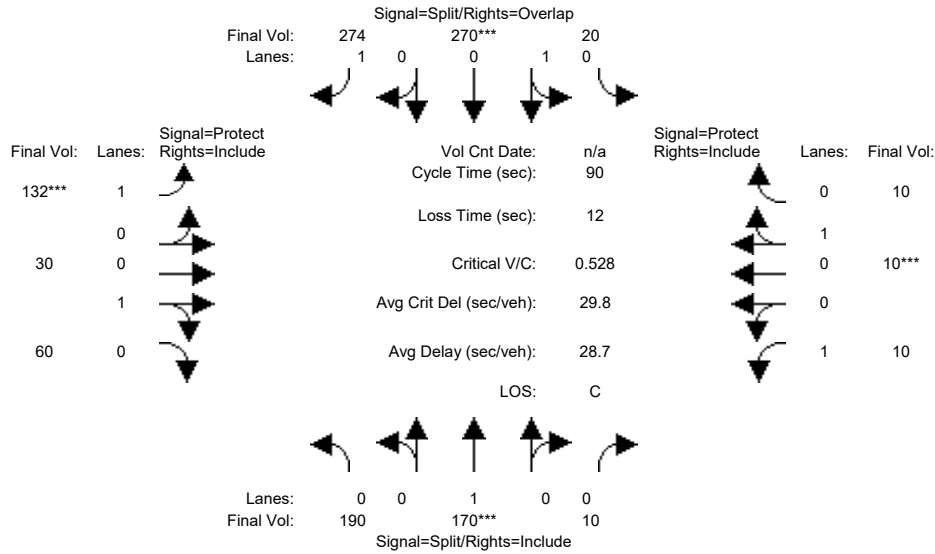 Signal=Split/Rights=Overlap
Final Vol: 274 270*** 20
Lanes: 1 0 0 1 0
Signal=Protect
Final Vol: Lanes: Rights=Include
Vol Cnt Date: n/a
Signal=Protect
Rights=Include Lanes: Final Vol:
Cycle Time (sec): 90
132*** 1
0 10
Loss Time (sec): 12
0
1
30 0
Critical V/C: 0.528
0 10***
1
Avg Crit Del (sec/veh): 29.8
0
60 0
Avg Delay (sec/veh): 28.7
1 10
LOS: C
Lanes: 0 0 1 0 0
Final Vol: 190 170*** 10
Signal=Split/Rights=Include